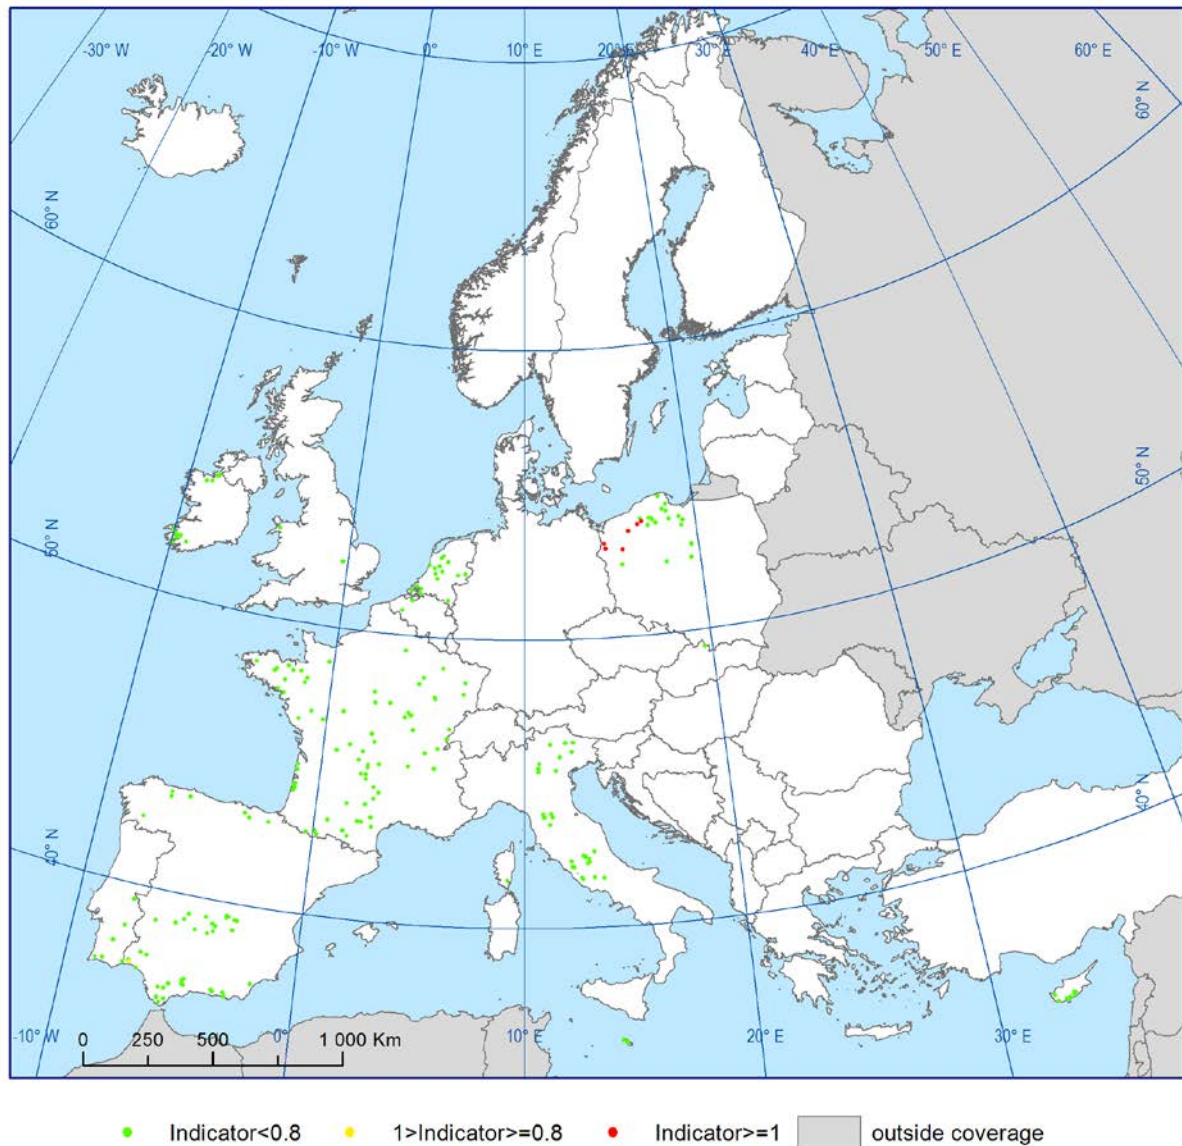 -30° W -20° W -10° W 0° 10° E 20° E 30° E 40° E 50° E 60° E
60° N
60° N
50° N
50° N
40° N
40° N
-10° W 0° 10° E 20° E 30° E
0 250 500 1 000 Km
Indicator<0.8 1>Indicator>=0.8 Indicator>=1 outside coverage